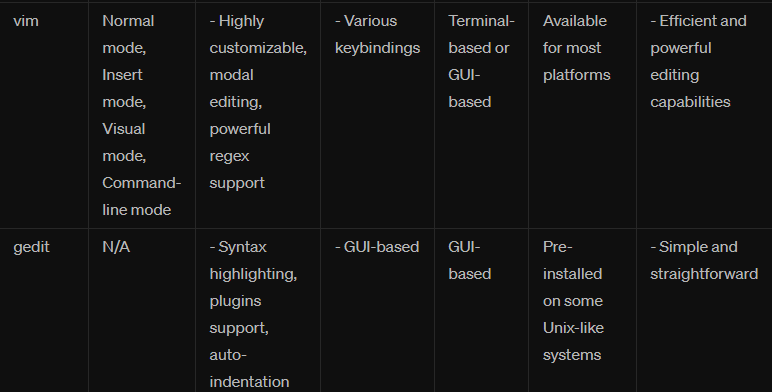 vim
Normal
mode,
Insert
mode,
Visual
mode,
Command-
line mode
- Highly
customizable,
modal
editing,
powerful
regex
support
- Various
keybindings
Terminal-
based or
GUI-
based
Available
for most
platforms
- Efficient and
powerful
editing
capabilities
gedit
N/A
- Syntax
highlighting,
plugins
support,
auto-
indentation
- GUI-based
GUI-
based
Pre-
installed
on some
Unix-like
systems
- Simple and
straightforward